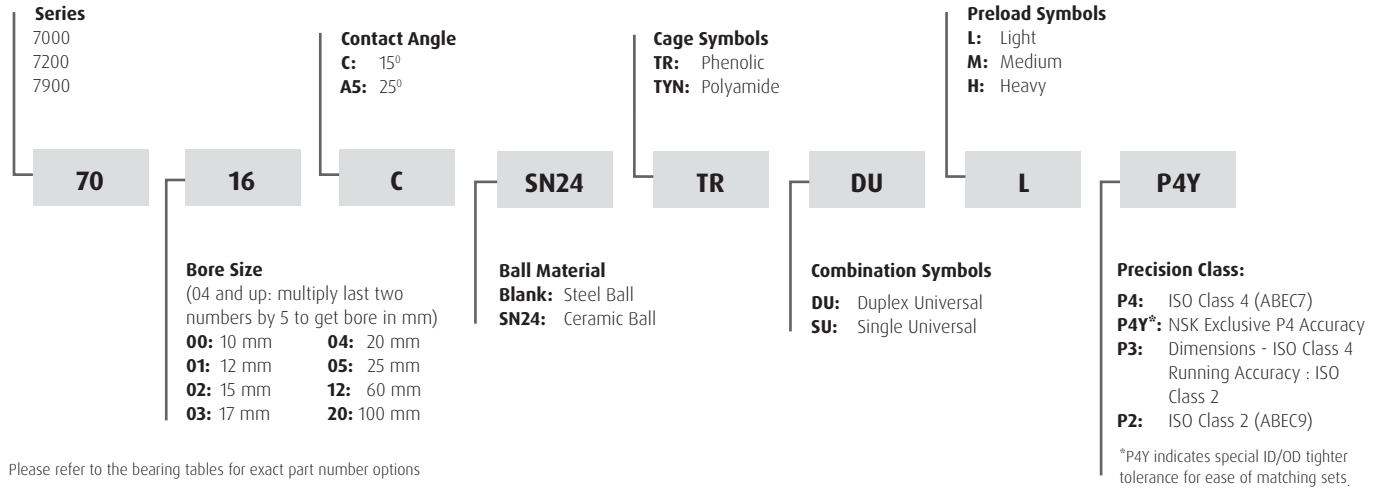 Series
7000
7200
7900
Contact Angle
C: 15⁰
A5: 25⁰
Cage Symbols
TR: Phenolic
TYN: Polyamide
Preload Symbols
L: Light
M: Medium
H: Heavy
70 16 C SN24 TR DU L P4Y
Bore Size
(04 and up: multiply last two
numbers by 5 to get bore in mm)
00: 10 mm 04: 20 mm
01: 12 mm 05: 25 mm
02: 15 mm 12: 60 mm
03: 17 mm 20: 100 mm
Ball Material
Blank: Steel Ball
SN24: Ceramic Ball
Combination Symbols
DU: Duplex Universal
SU: Single Universal
Precision Class:
P4: ISO Class 4 (ABEC7)
P4Y*: NSK Exclusive P4 Accuracy
P3: Dimensions - ISO Class 4
Running Accuracy : ISO
Class 2
P2: ISO Class 2 (ABEC9)
*P4Y indicates special ID/OD tighter
tolerance for ease of matching sets.
Please refer to the bearing tables for exact part number options